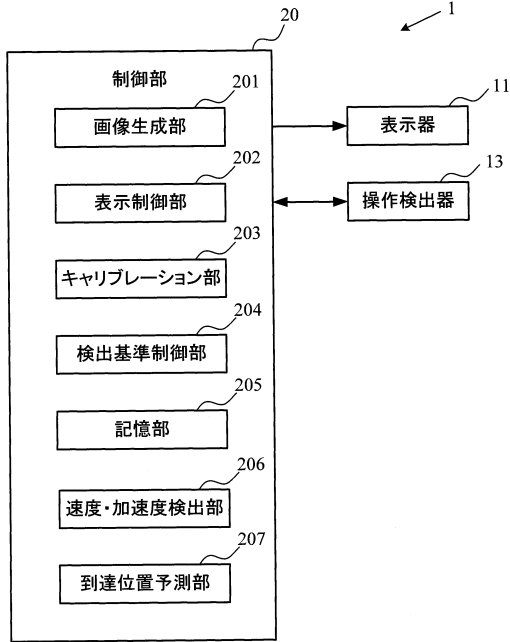 1
20
制御部
201
画像生成部
202
表示制御部
203
キャリブレーション部
204
検出基準制御部
205
記憶部
206
速度・加速度検出部
207
到達位置予測部
11
表示器
13
操作検出器